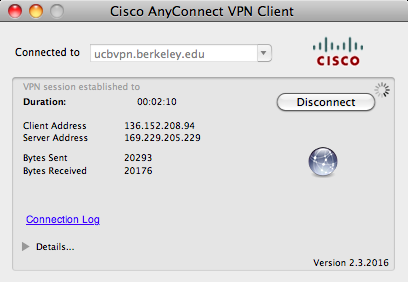 Cisco AnyConnect VPN Client
Connected to ucbvpn.berkeley.edu
CISCO
VPN session established to
Duration: 00:02:10
Disconnect
Client Address 136.152.208.94
Server Address 169.229.205.229
Bytes Sent 20293
Bytes Received 20176
Connection Log
Details...
Version 2.3.2016